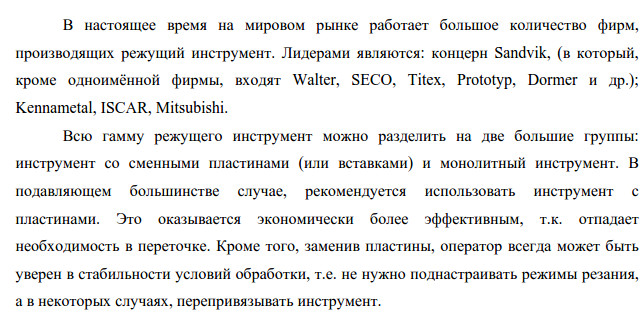 В настоящее время на мировом рынке работает большое количество фирм,
производящих режущий инструмент. Лидерами являются: концерн Sandvik, (в который,
кроме одноимённой фирмы, входят Walter, SECO, Titex, Prototyp, Dormer и др.);
Kennametal, ISCAR, Mitsubishi.
Всю гамму режущего инструмент можно разделить на две большие группы:
инструмент со сменными пластинами (или вставками) и монолитный инструмент. В
подавляющем большинстве случае, рекомендуется использовать инструмент с
пластинами. Это оказывается экономически более эффективным, т.к. отпадает
необходимость в переточке. Кроме того, заменив пластины, оператор всегда может быть
уверен в стабильности условий обработки, т.е. не нужно поднастраивать режимы резания,
а в некоторых случаях, перепривязывать инструмент.